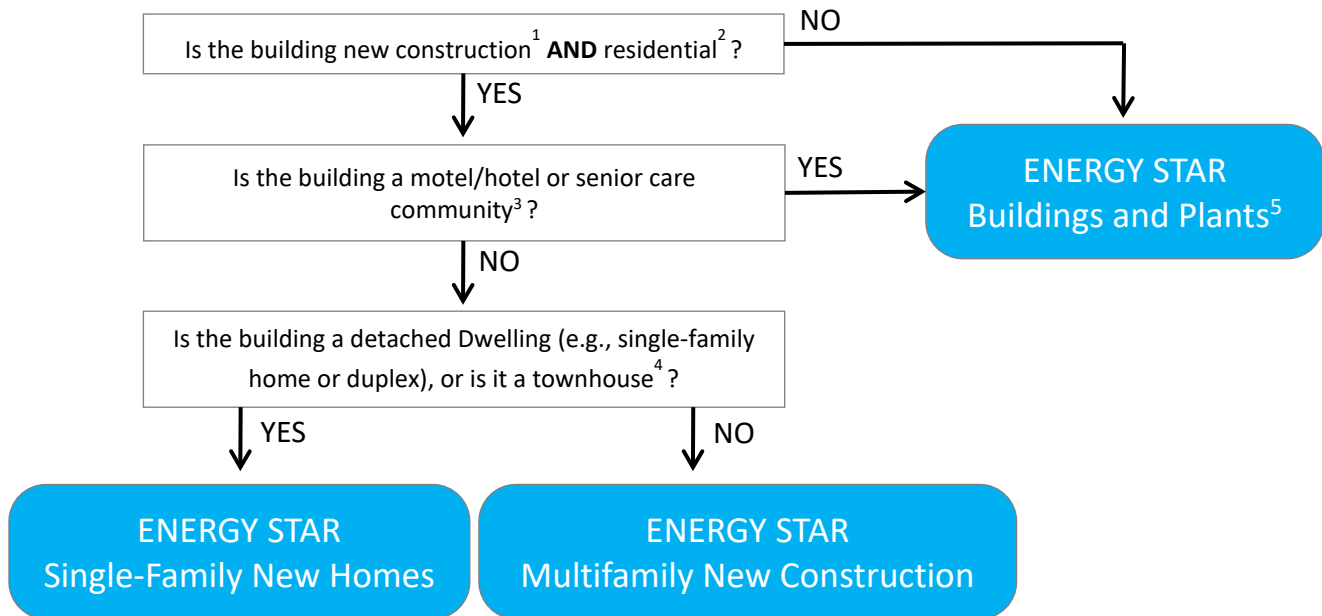 Is the building new construction¹ AND residential² ?
NO
YES
Is the building a motel/hotel or senior care
community³ ?
YES
ENERGY STAR
Buildings and Plants⁵
NO
Is the building a detached Dwelling (e.g., single-family
home or duplex), or is it a townhouse⁴ ?
YES
NO
ENERGY STAR
Single-Family New Homes
ENERGY STAR
Multifamily New Construction